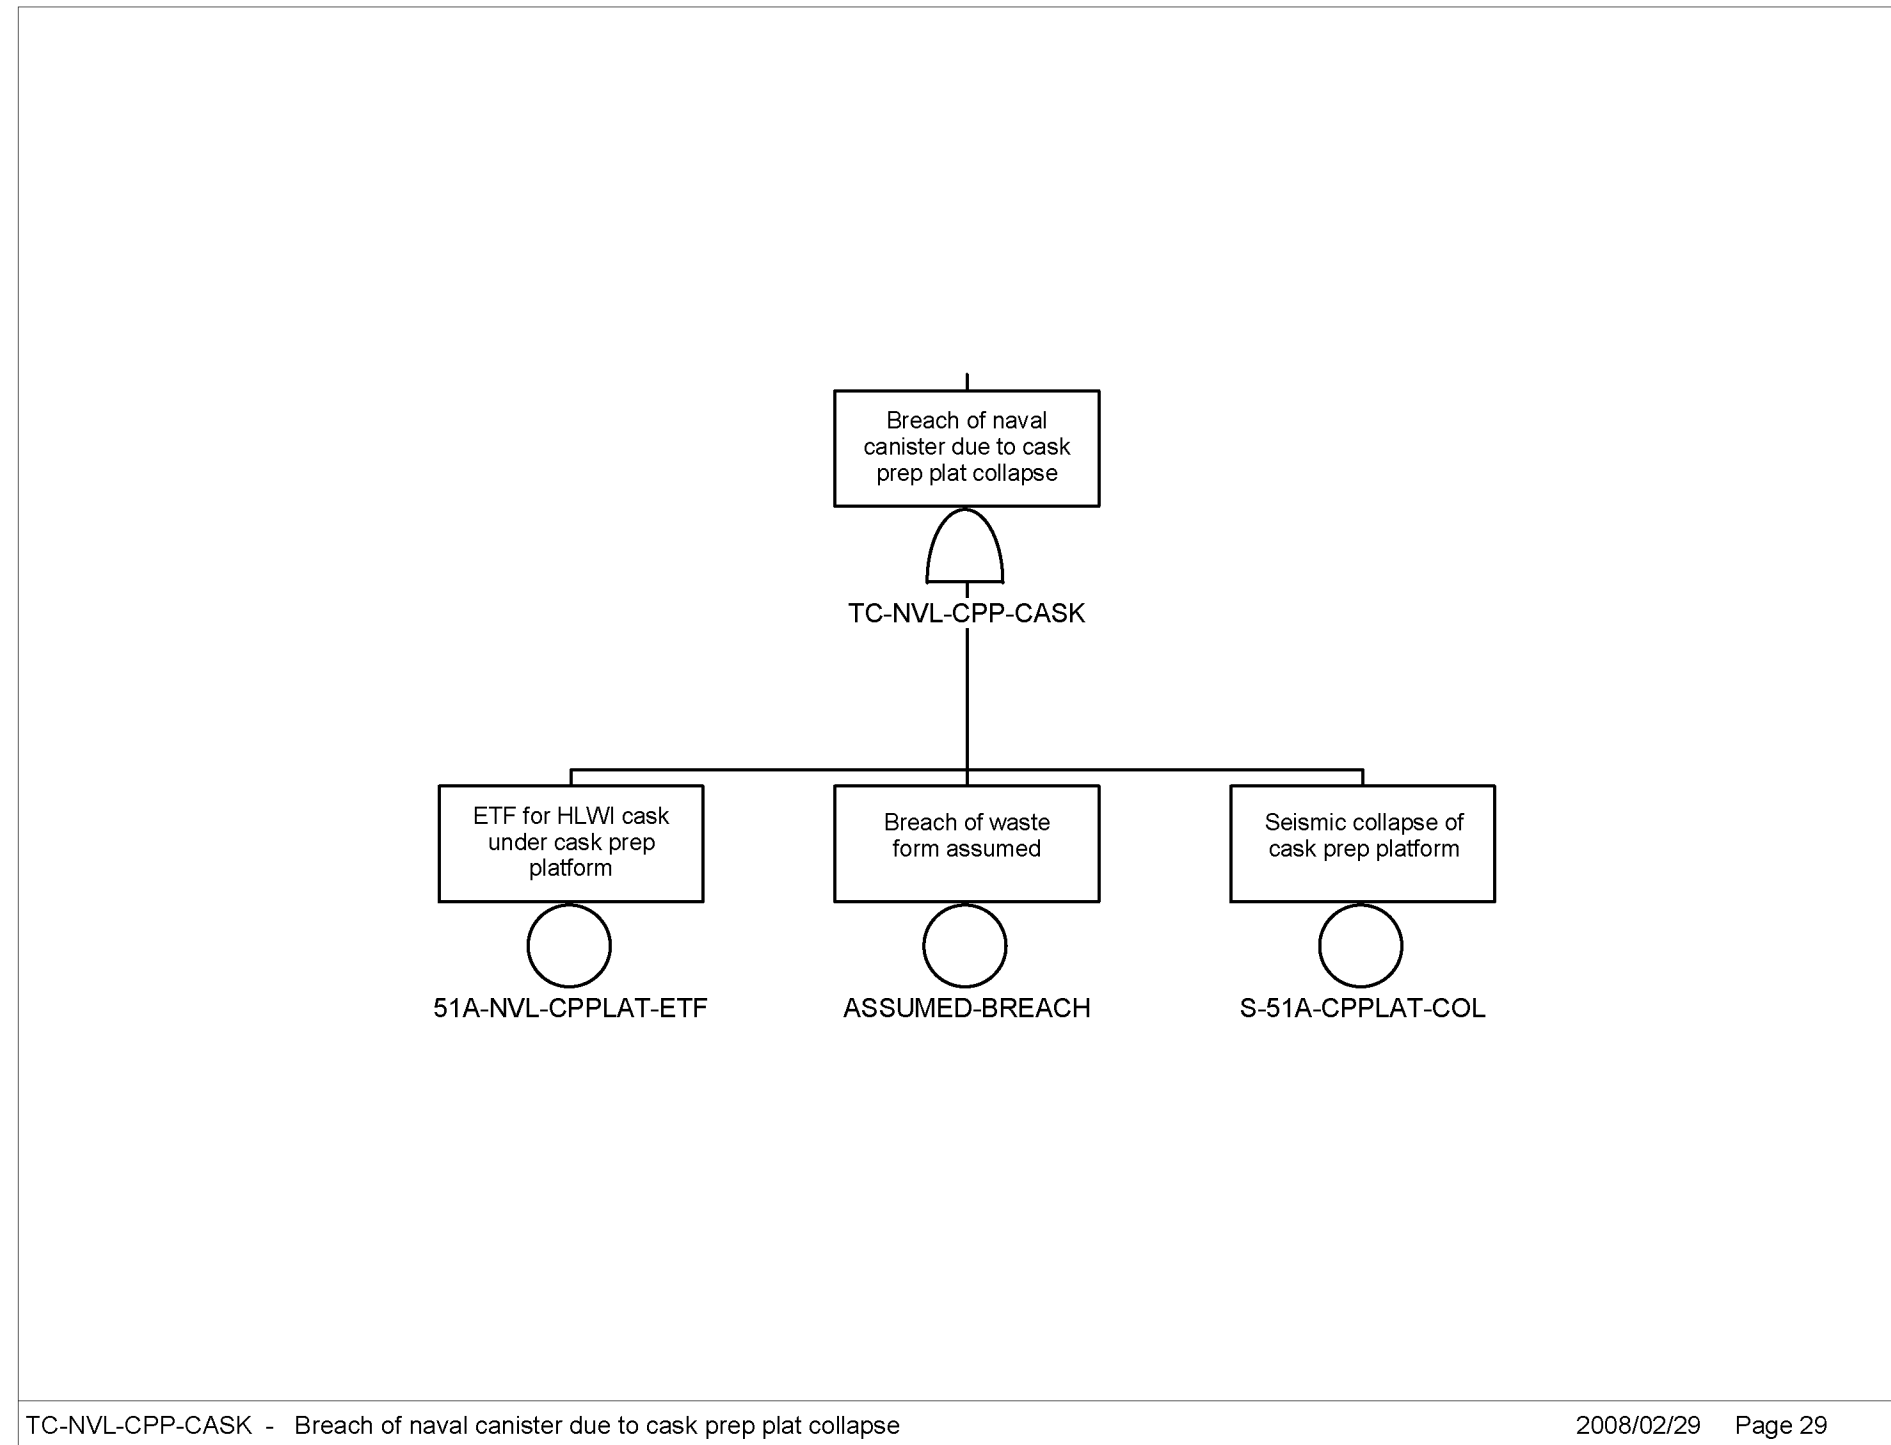 Breach of naval
canister due to cask
prep plat collapse
TC-NVL-CPP-CASK
ETF for HLWI cask
under cask prep
platform
51A-NVL-CPPLAT-ETF
Breach of waste
form assumed
ASSUMED-BREACH
Seismic collapse of
cask prep platform
S-51A-CPPLAT-COL
TC-NVL-CPP-CASK - Breach of naval canister due to cask prep plat collapse
2008/02/29 Page 29